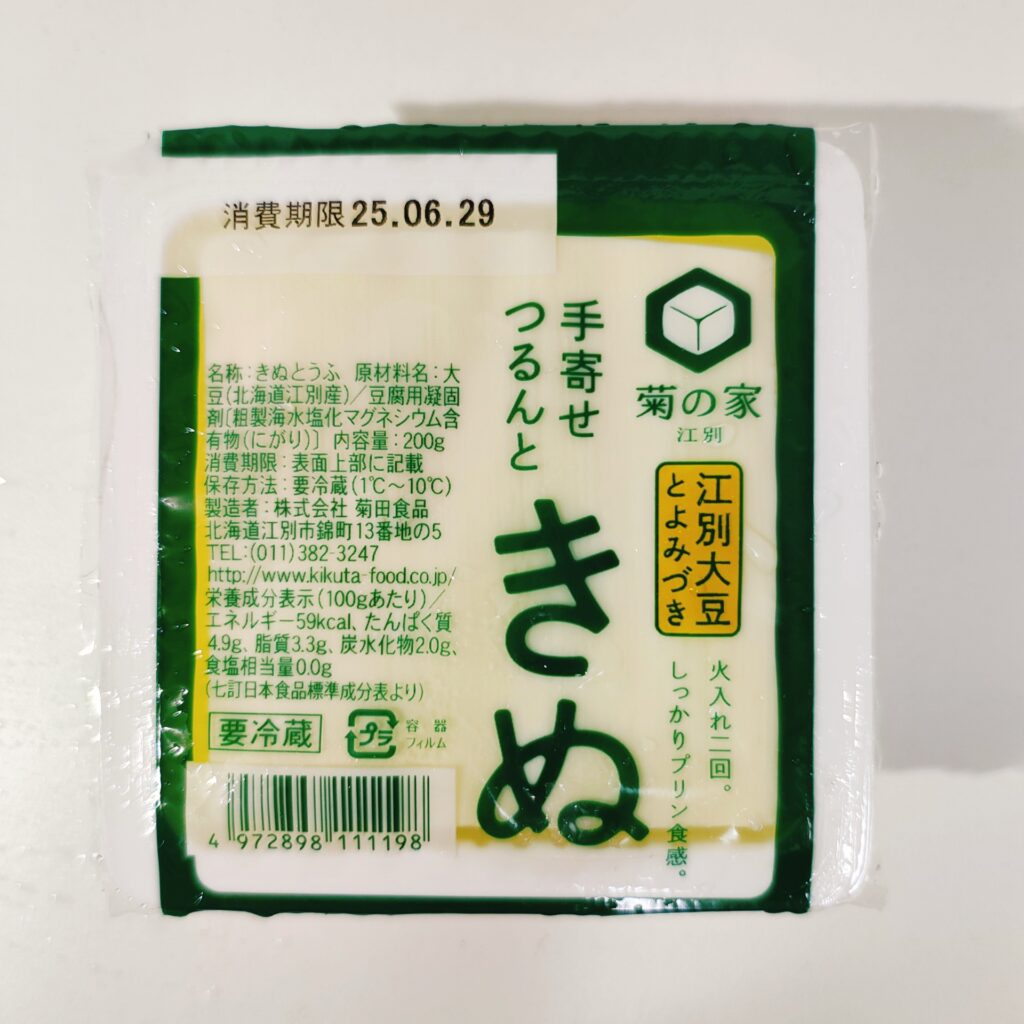 消費期限 25.06.29
手寄せ
つるんと
きぬ
菊の家
江別
江別大豆
とよみづき
火入れ二回。
しっかりプリン食感。
名称：きぬとうふ 原材料名：大
豆（北海道江別産）／豆腐用凝固
剤〔粗製海水塩化マグネシウム含
有物（にがり）〕 内容量：200g
消費期限：表面上部に記載
保存方法：要冷蔵（1℃～10℃）
製造者：株式会社 菊田食品
北海道江別市錦町13番地の5
TEL：（011）382-3247
http://www.kikuta-food.co.jp/
栄養成分表示（100gあたり）／
エネルギー59kcal、たんぱく質
4.9g、脂質3.3g、炭水化物2.0g、
食塩相当量0.0g
（七訂日本食品標準成分表より）
要冷蔵
プラ
容器
フィルム
4 972898 111198